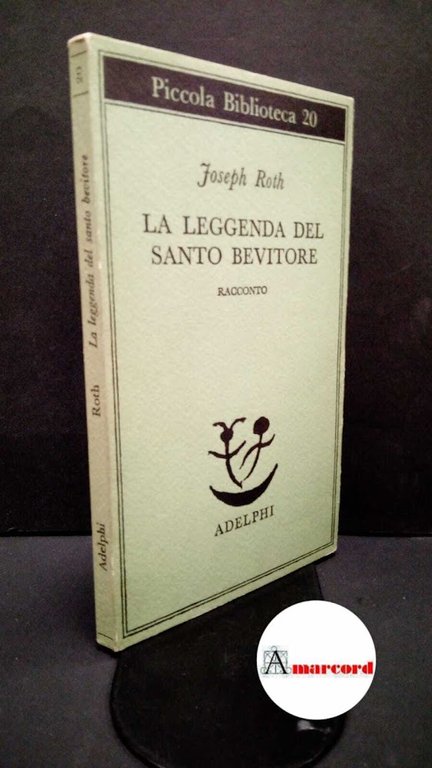 Piccola Biblioteca 20
Joseph Roth
LA LEGGENDA DEL
SANTO BEVITORE
RACCONTO
ADELPHI
20
La leggenda del santo bevitore
Roth
Adelphi
Amarcord